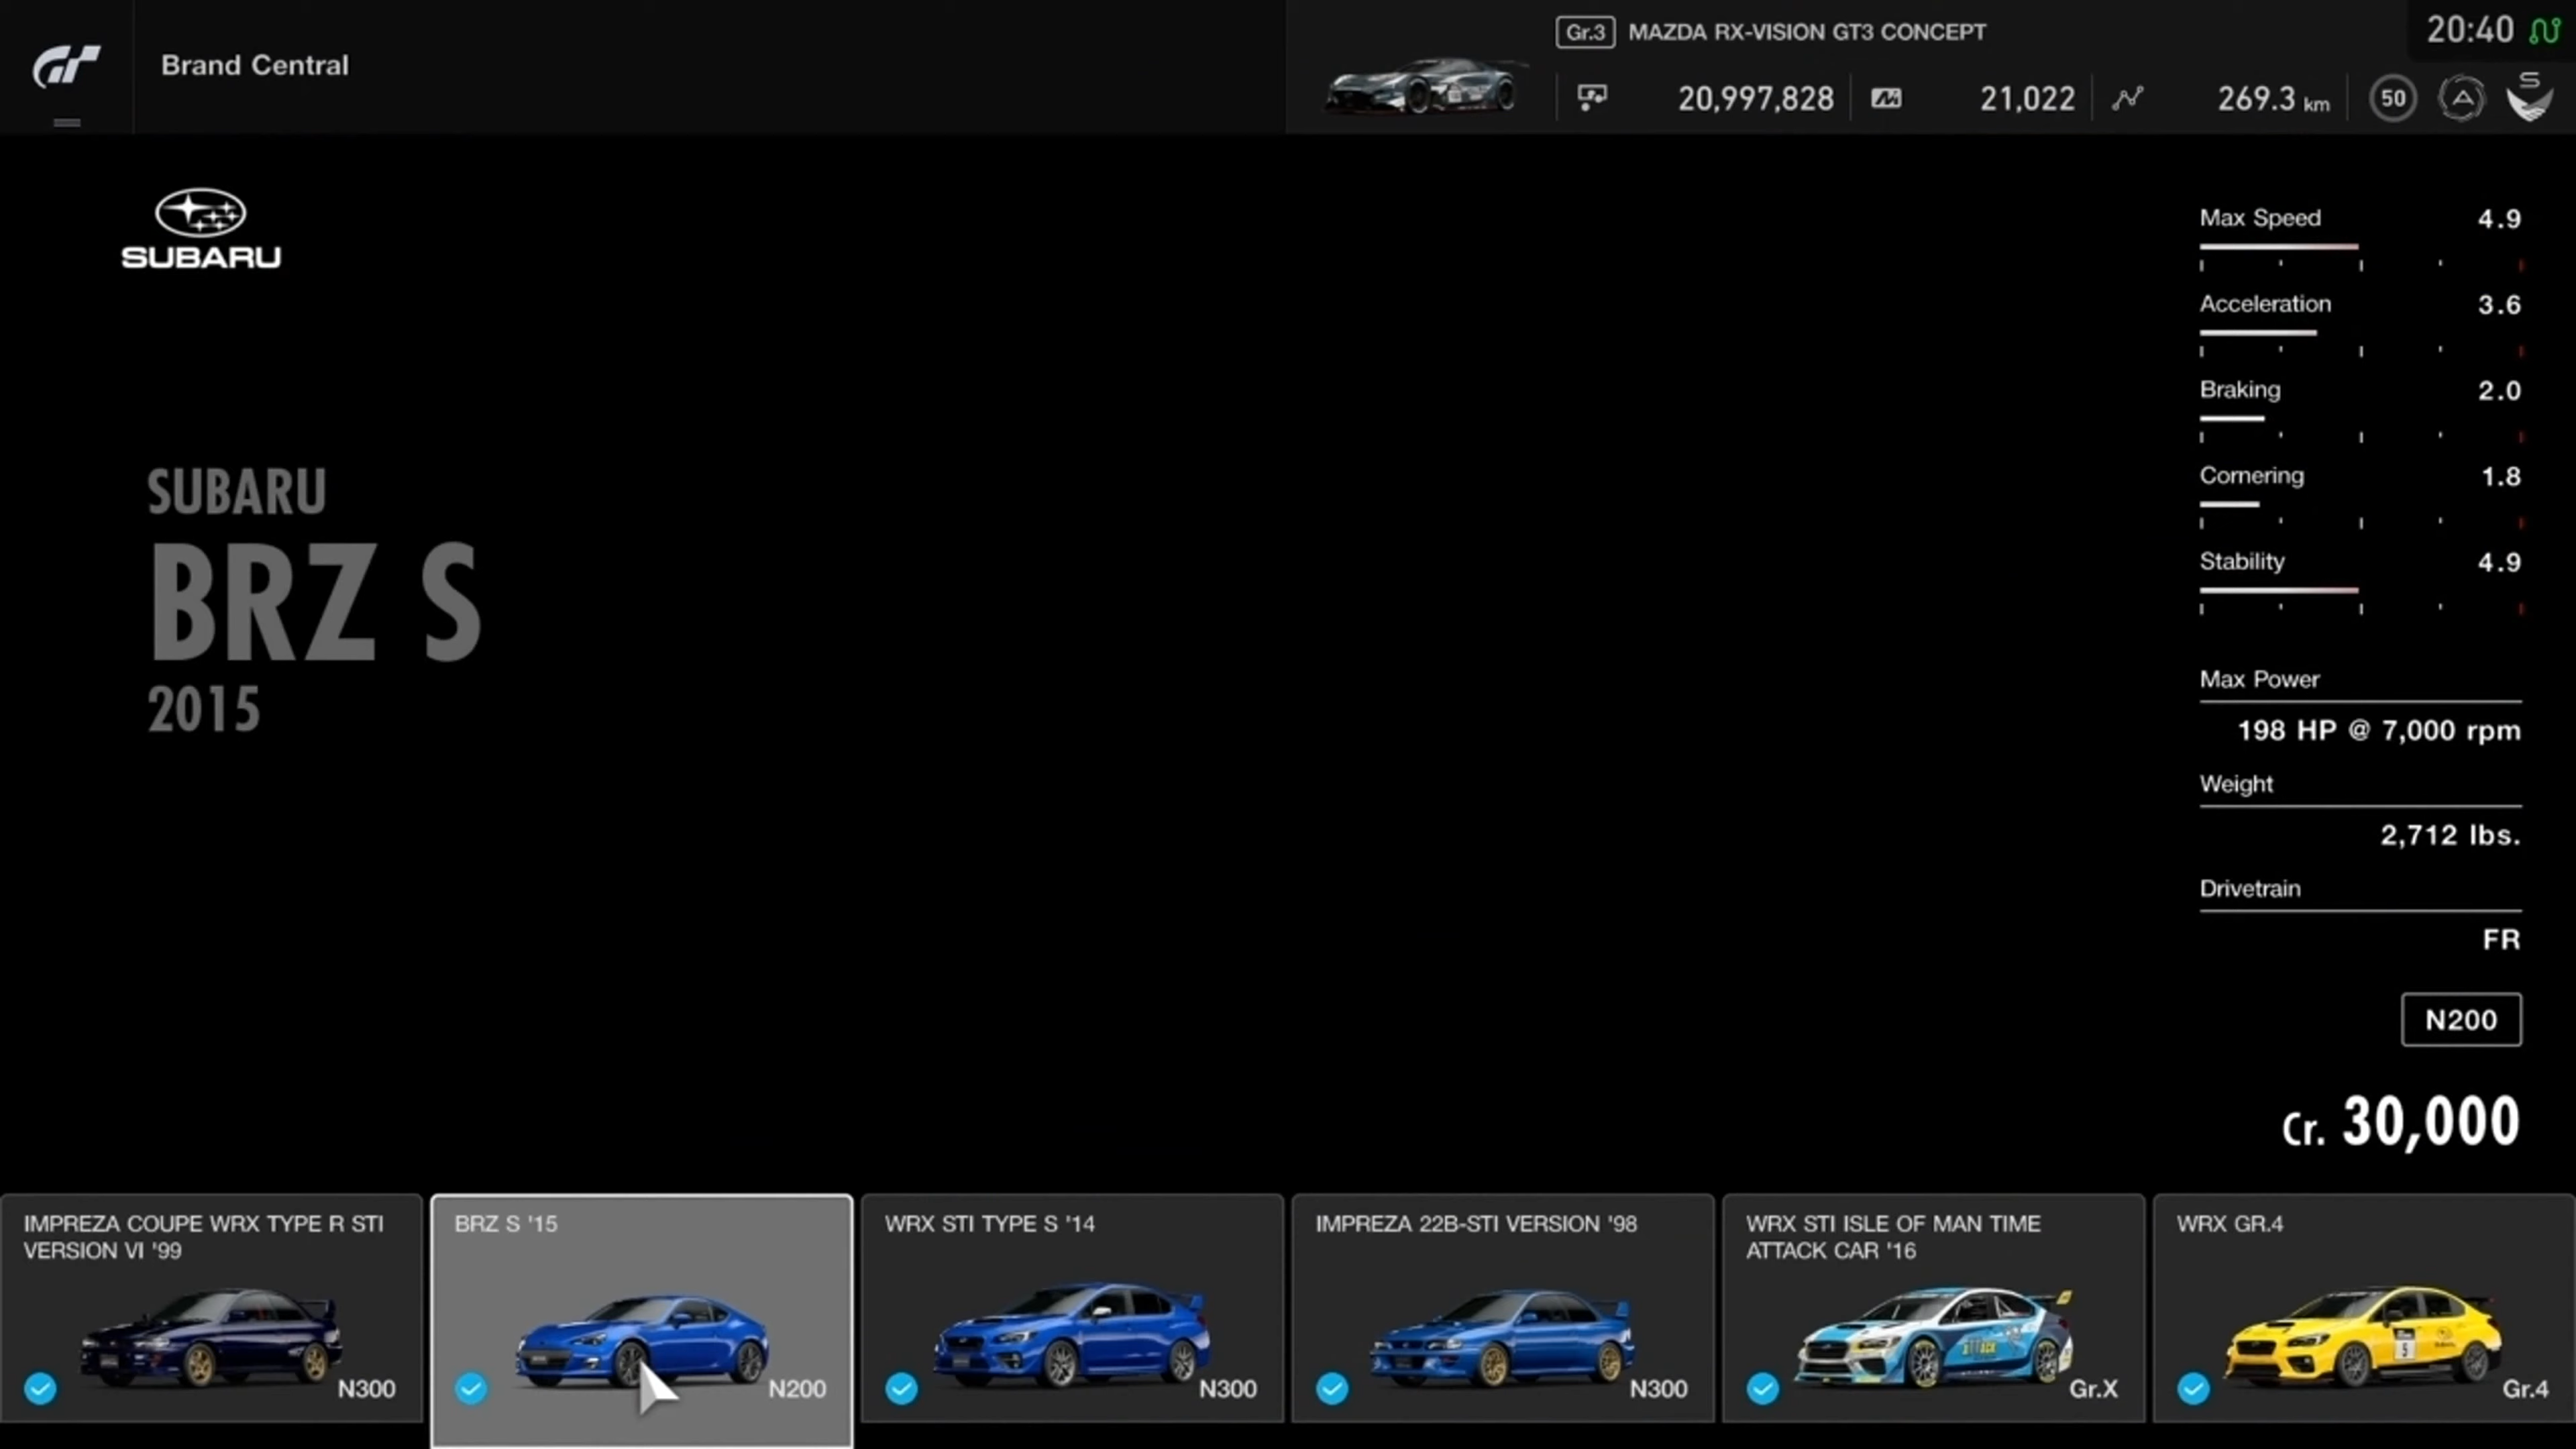 Brand Central
Gr.3 MAZDA RX-VISION GT3 CONCEPT
20:40
20,997,828
21,022
269.3 km
50
A
S
SUBARU
SUBARU
BRZ S
2015
Max Speed 4.9
Acceleration 3.6
Braking 2.0
Cornering 1.8
Stability 4.9
Max Power
198 HP @ 7,000 rpm
Weight
2,712 lbs.
Drivetrain
FR
N200
Cr. 30,000
IMPREZA COUPE WRX TYPE R STI
VERSION VI '99
N300
BRZ S '15
N200
WRX STI TYPE S '14
N300
IMPREZA 22B-STI VERSION '98
N300
WRX STI ISLE OF MAN TIME
ATTACK CAR '16
ATTACK
Gr.X
WRX GR.4
5
Gr.4